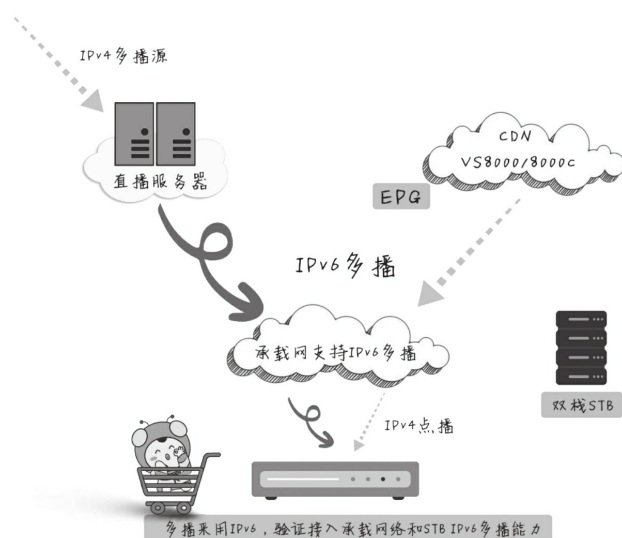 IPv4多播源
直播服务器
CDN
VS8000/8000C
EPG
IPv6多播
承载网支持IPv6多播
双栈STB
IPv4点播
多播采用IPv6，验证接入承载网络和STB IPv6多播能力